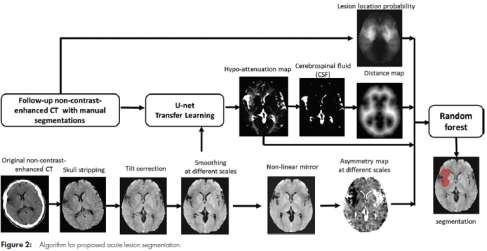 Lesion location probability
Hypo-attenuation map
Cerebrospinal fluid
(CSF)
Distance map
Follow-up non-contrast-
enhanced CT with manual
segmentations
U-net
Transfer Learning
Random
forest
Original non-contrast-
enhanced CT
Skull stripping
Tilt correction
Smoothing
at different scales
Non-linear mirror
Asymmetry map
at different scales
segmentation
Figure 2: Algorithm for proposed acute lesion segmentation.